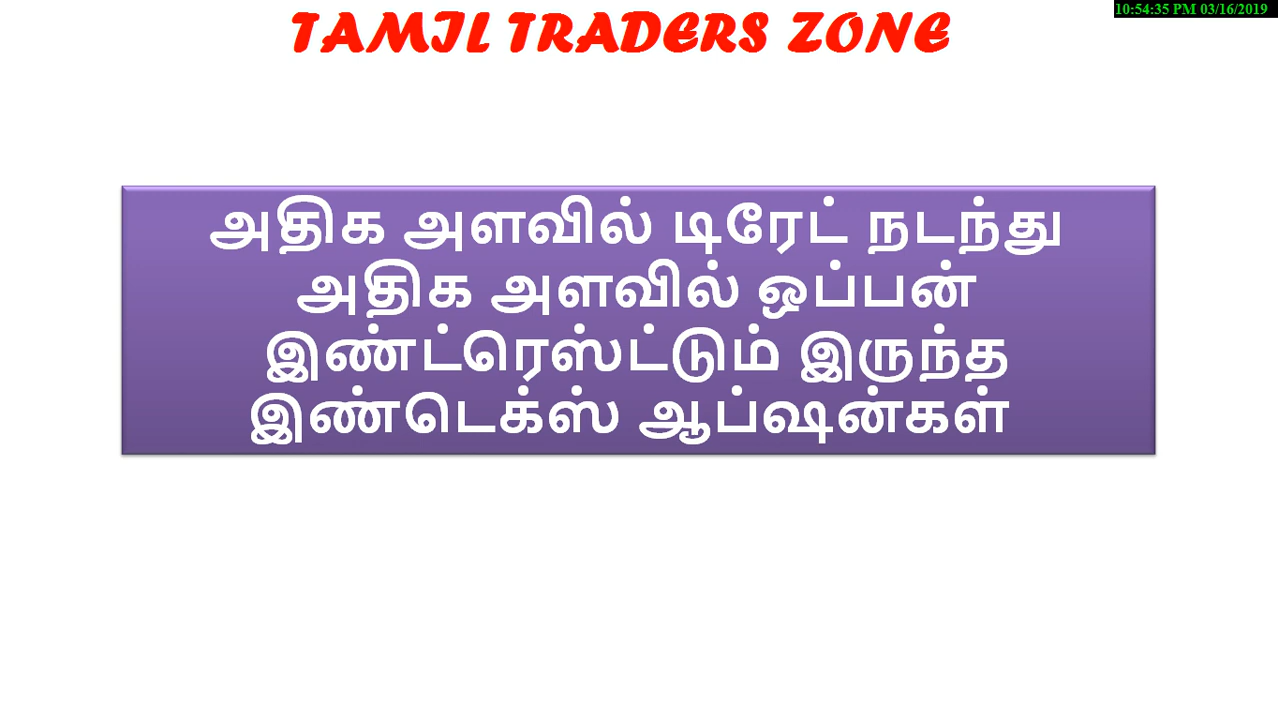 10:54:35 PM 03/16/2019
TAMIL TRADERS ZONE
அதிக அளவில் டிரேட் நடந்து
அதிக அளவில் ஒப்பன்
இண்ட்ரெஸ்ட்டும் இருந்த
இண்டெக்ஸ் ஆப்ஷன்கள்